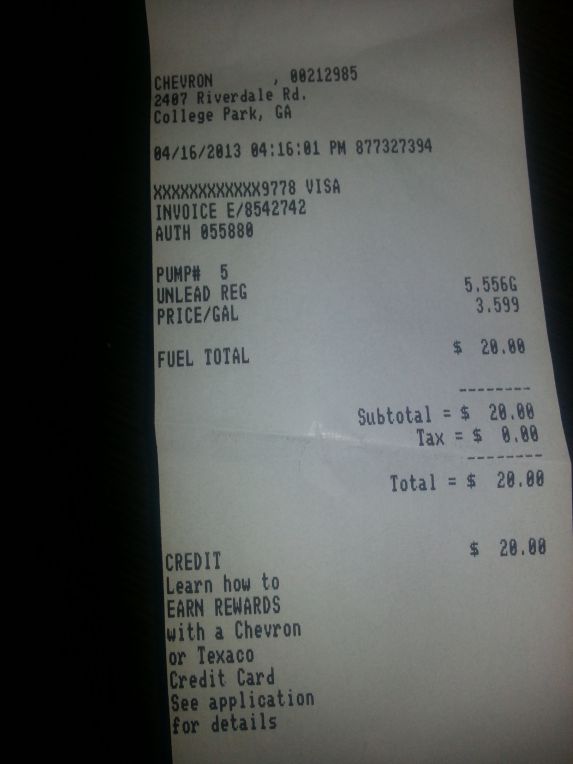 CHEVRON , 00212985
2407 Riverdale Rd.
College Park, GA
04/16/2013 04:16:01 PM 877327394
XXXXXXXXXXXX9778 VISA
INVOICE E/8542742
AUTH 055880
PUMP# 5
UNLEAD REG 5.556G
PRICE/GAL 3.599
FUEL TOTAL $ 20.00
--------
Subtotal = $ 20.00
Tax = $ 0.00
--------
Total = $ 20.00
CREDIT $ 20.00
Learn how to
EARN REWARDS
with a Chevron
or Texaco
Credit Card
See application
for details